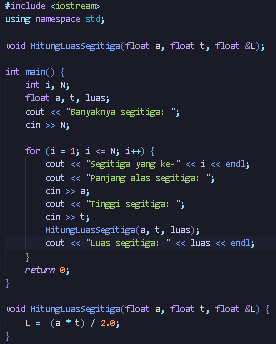 #include <iostream>
using namespace std;

void HitungLuasSegitiga(float a, float t, float &L);

int main() {
    int i, N;
    float a, t, luas;
    cout << "Banyaknya segitiga: ";
    cin >> N;

    for (i = 1; i <= N; i++) {
        cout << "Segitiga yang ke-" << i << endl;
        cout << "Panjang alas segitiga: ";
        cin >> a;
        cout << "Tinggi segitiga: ";
        cin >> t;
        HitungLuasSegitiga(a, t, luas);
        cout << "Luas segitiga: " << luas << endl;
    }
    return 0;
}

void HitungLuasSegitiga(float a, float t, float &L) {
    L =  (a * t) / 2.0;
}